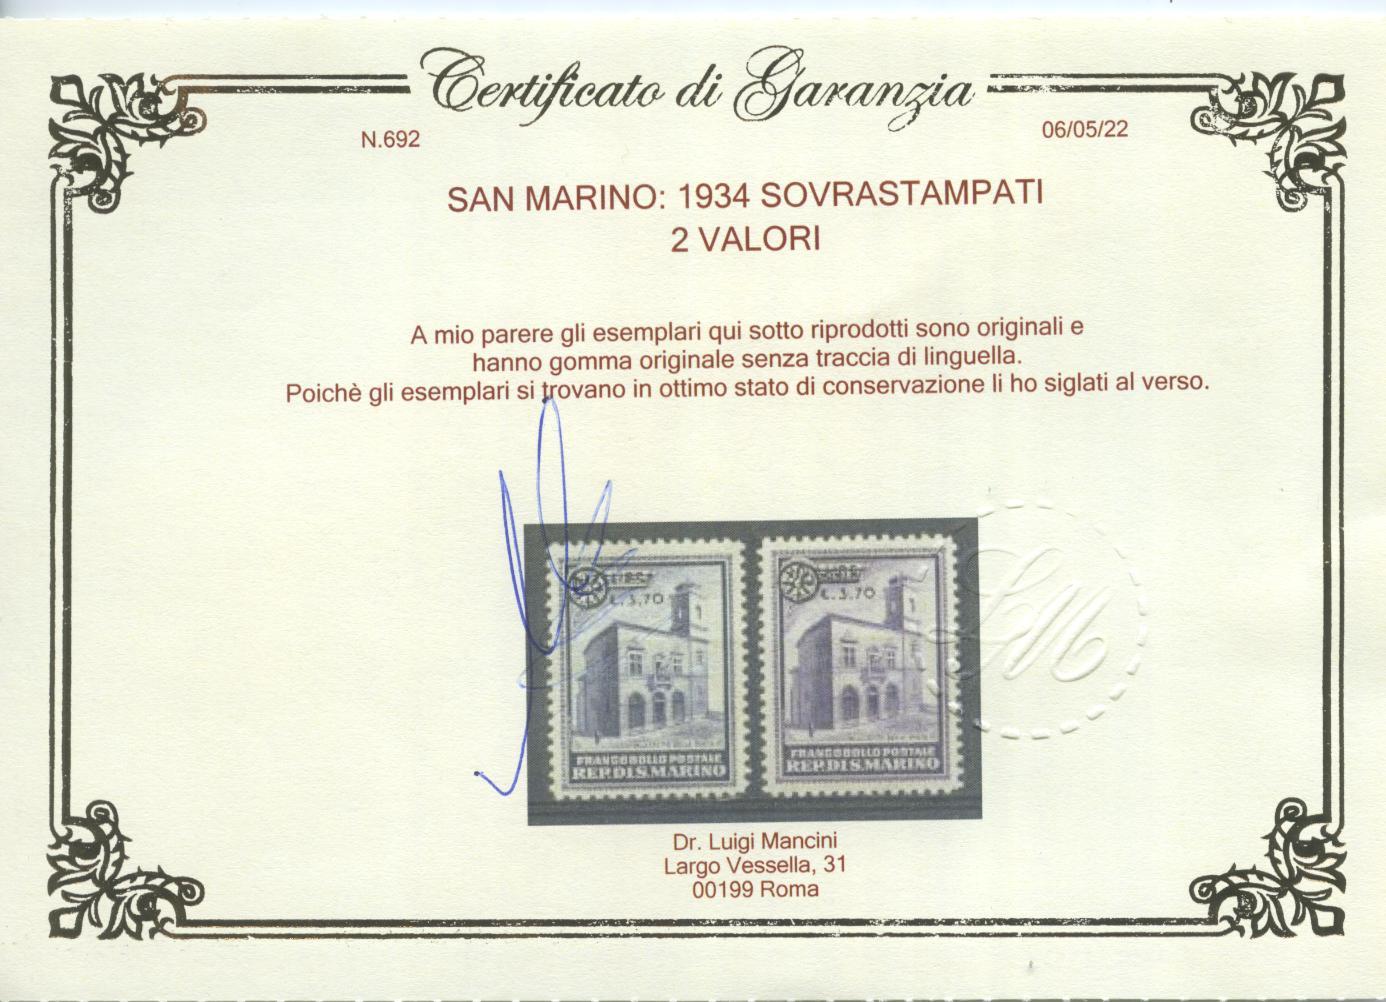 Certificato di Garanzia
N.692
06/05/22
SAN MARINO: 1934 SOVRASTAMPATI
2 VALORI
A mio parere gli esemplari qui sotto riprodotti sono originali e
hanno gomma originale senza traccia di linguella.
Poichè gli esemplari si trovano in ottimo stato di conservazione li ho siglati al verso.
L. 3,70
FRANCOBOLLO POSTALE
REP. DI S. MARINO
L. 3.70
FRANCOBOLLO POSTALE
REP. DI S. MARINO
LM
Dr. Luigi Mancini
Largo Vessella, 31
00199 Roma